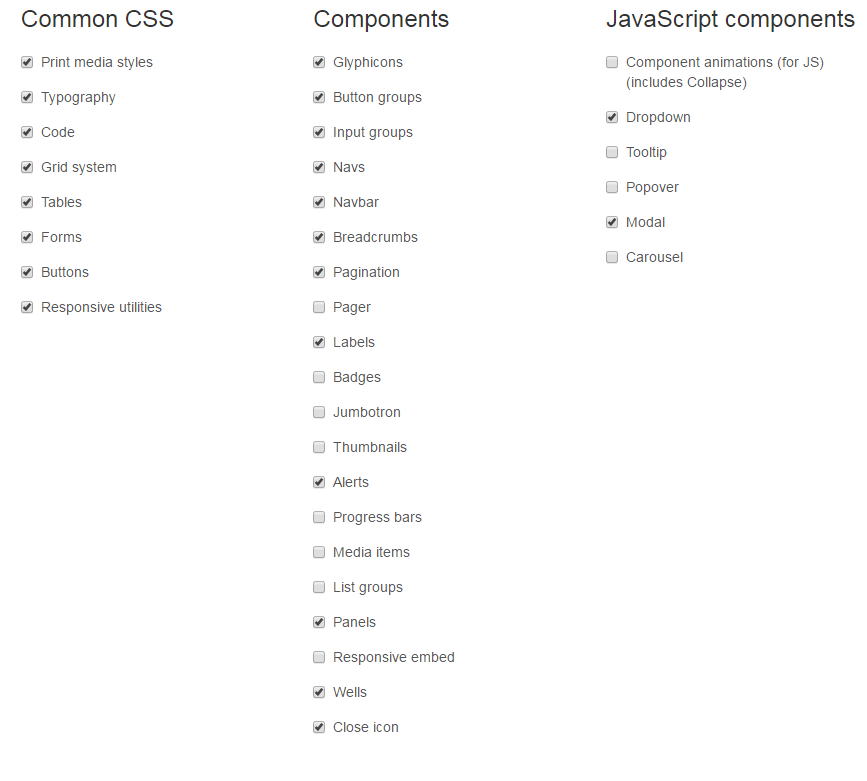 Common CSS
Print media styles
Typography
Code
Grid system
Tables
Forms
Buttons
Responsive utilities
Components
Glyphicons
Button groups
Input groups
Navs
Navbar
Breadcrumbs
Pagination
Pager
Labels
Badges
Jumbotron
Thumbnails
Alerts
Progress bars
Media items
List groups
Panels
Responsive embed
Wells
Close icon
JavaScript components
Component animations (for JS)
(includes Collapse)
Dropdown
Tooltip
Popover
Modal
Carousel